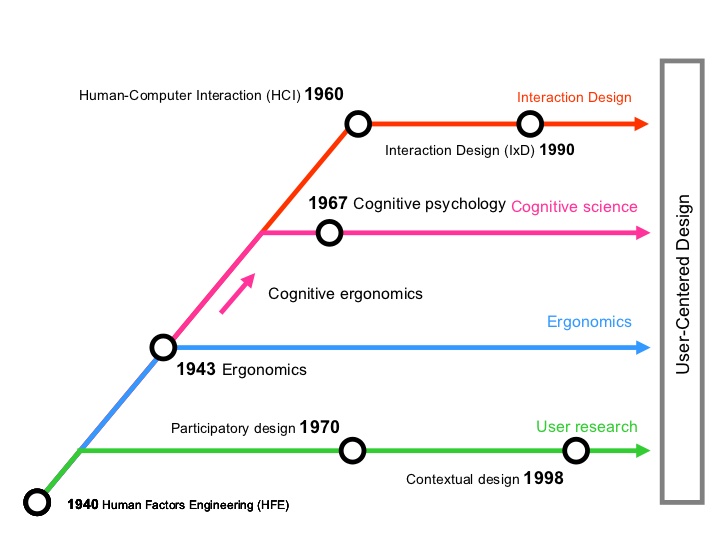 Human-Computer Interaction (HCI) 1960
Interaction Design
Interaction Design (IxD) 1990
1967 Cognitive psychology
Cognitive science
Cognitive ergonomics
Ergonomics
1943 Ergonomics
Participatory design 1970
User research
Contextual design 1998
1940 Human Factors Engineering (HFE)
User-Centered Design